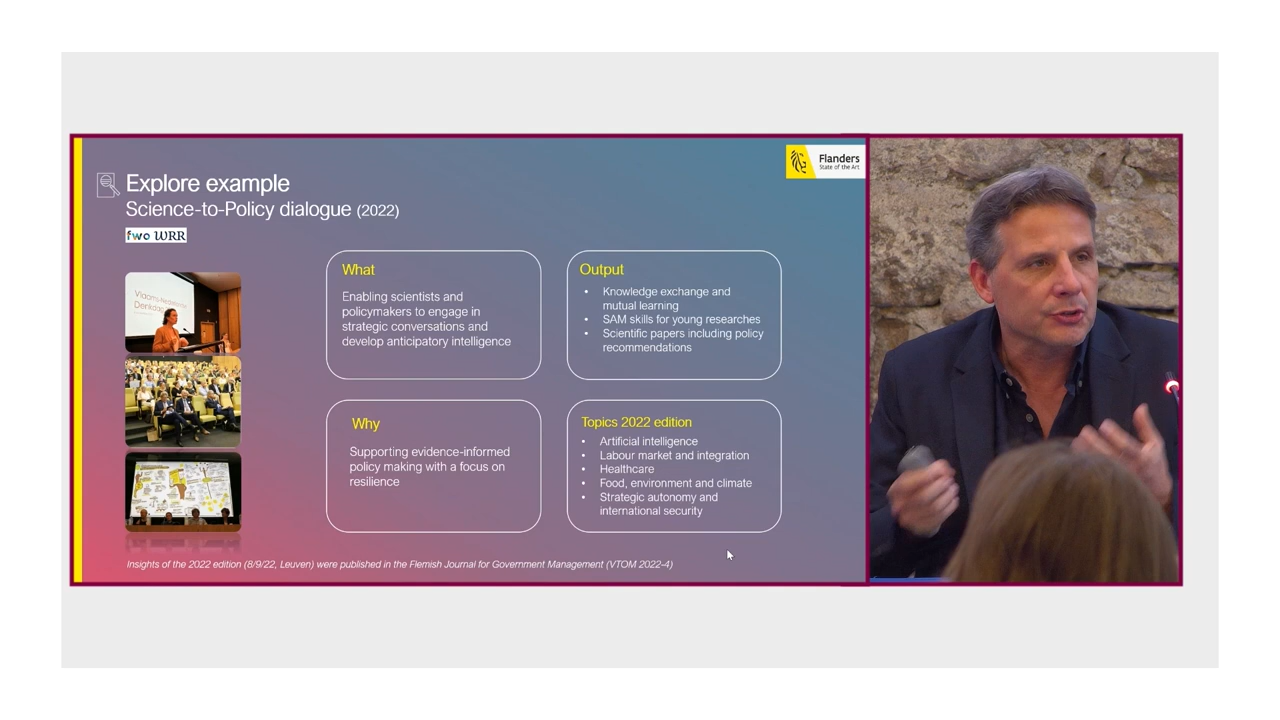 Flanders
State of the Art
Explore example
Science-to-Policy dialogue (2022)
fwo WRR
Vlaams-Nederlandse
Denkdag
What
Enabling scientists and
policymakers to engage in
strategic conversations and
develop anticipatory intelligence
Output
• Knowledge exchange and
mutual learning
• SAM skills for young researches
• Scientific papers including policy
recommendations
Why
Supporting evidence-informed
policy making with a focus on
resilience
Topics 2022 edition
• Artificial intelligence
• Labour market and integration
• Healthcare
• Food, environment and climate
• Strategic autonomy and
international security
Insights of the 2022 edition (8/9/22, Leuven) were published in the Flemish Journal for Government Management (VTOM 2022-4)